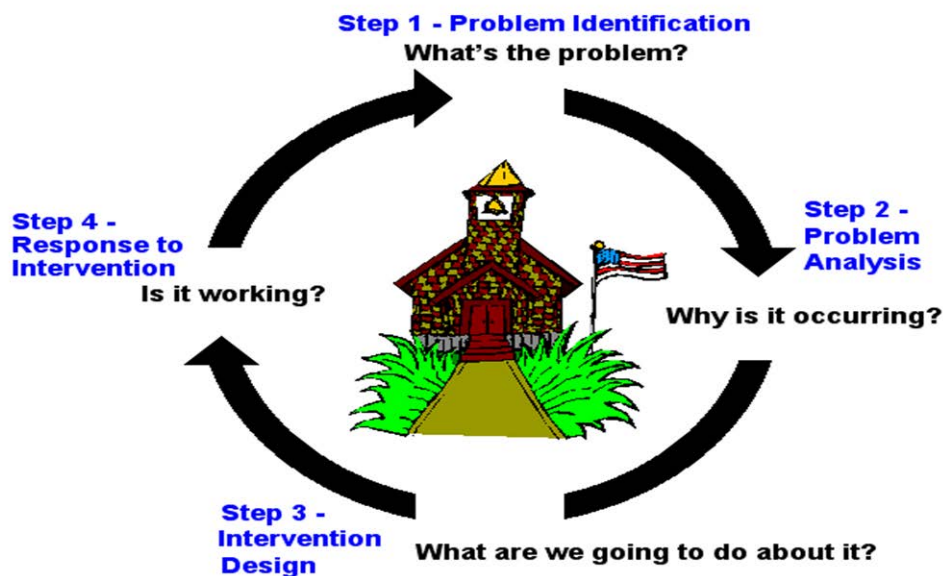 Step 1 - Problem Identification
What's the problem?
Step 2 -
Problem
Analysis
Why is it occurring?
Step 3 -
Intervention
Design
What are we going to do about it?
Step 4 -
Response to
Intervention
Is it working?